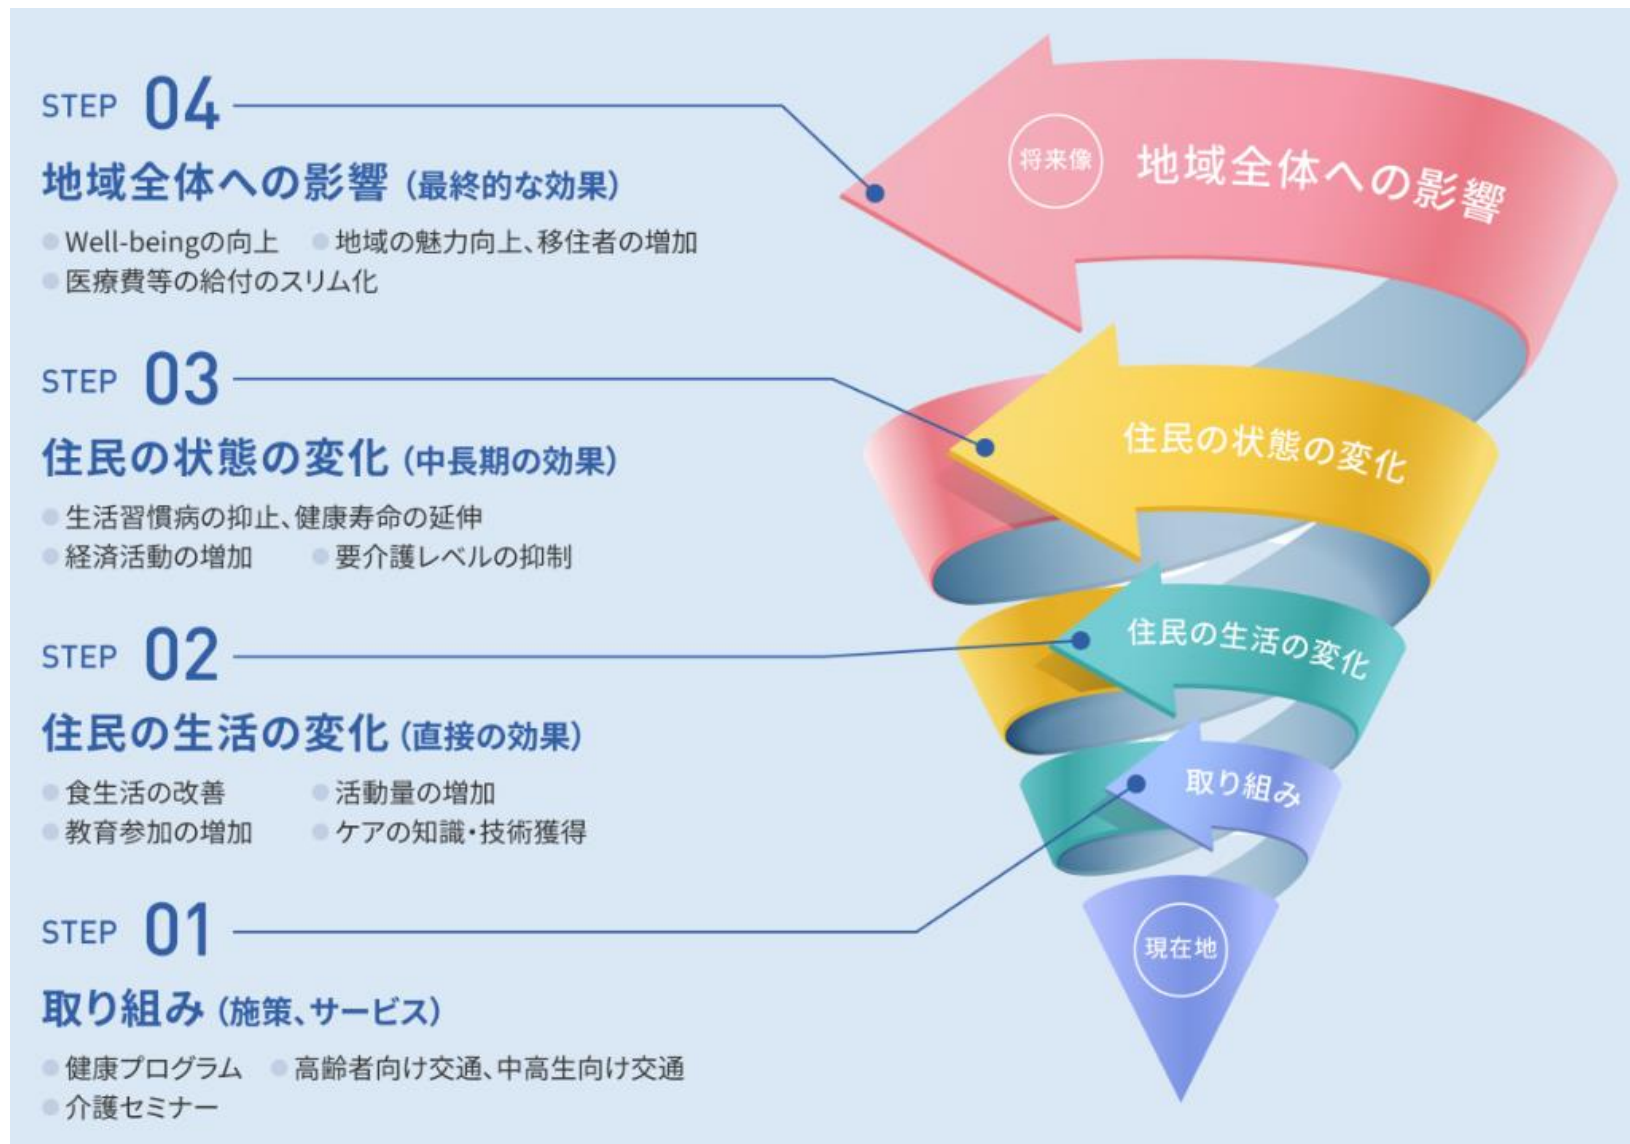 STEP 04
地域全体への影響（最終的な効果）
Well-beingの向上 地域の魅力向上、移住者の増加
医療費等の給付のスリム化
STEP 03
住民の状態の変化（中長期の効果）
生活習慣病の抑止、健康寿命の延伸
経済活動の増加 要介護レベルの抑制
STEP 02
住民の生活の変化（直接の効果）
食生活の改善 活動量の増加
教育参加の増加 ケアの知識・技術獲得
STEP 01
取り組み（施策、サービス）
健康プログラム 高齢者向け交通、中高生向け交通
介護セミナー
将来像 地域全体への影響
住民の状態の変化
住民の生活の変化
取り組み
現在地